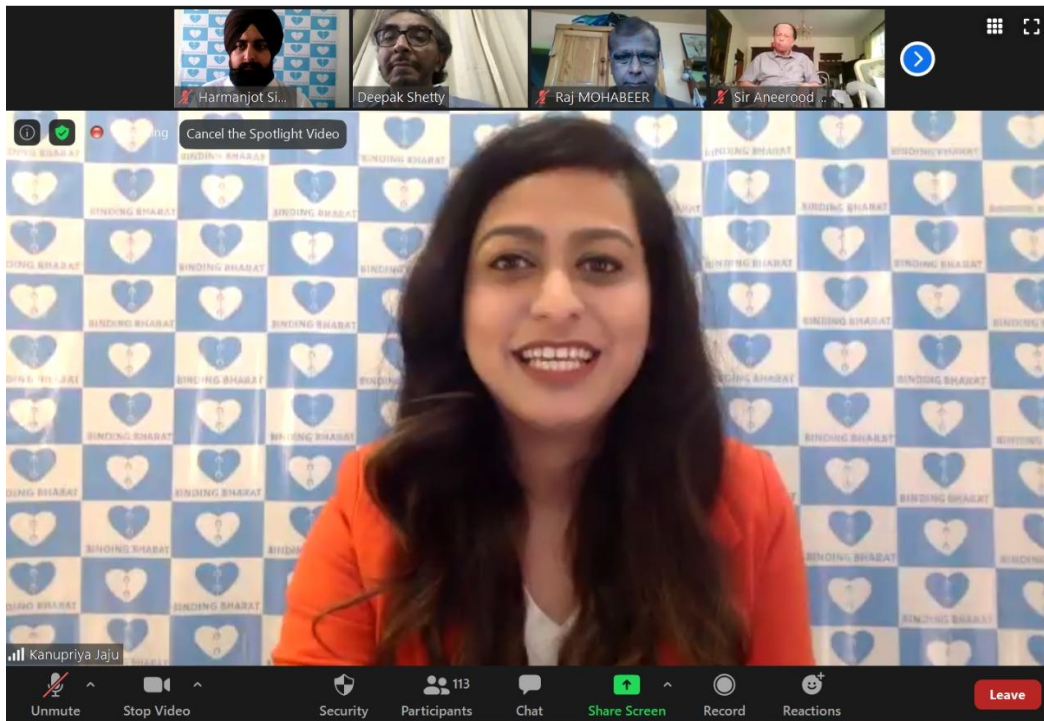 Harmanjot Si...
Deepak Shetty
Raj MOHABEER
Sir Aneerood ...
Cancel the Spotlight Video
BINDING BHARAT
Kanupriya Jaju
Unmute
Stop Video
Security
113
Participants
Chat
Share Screen
Record
Reactions
Leave